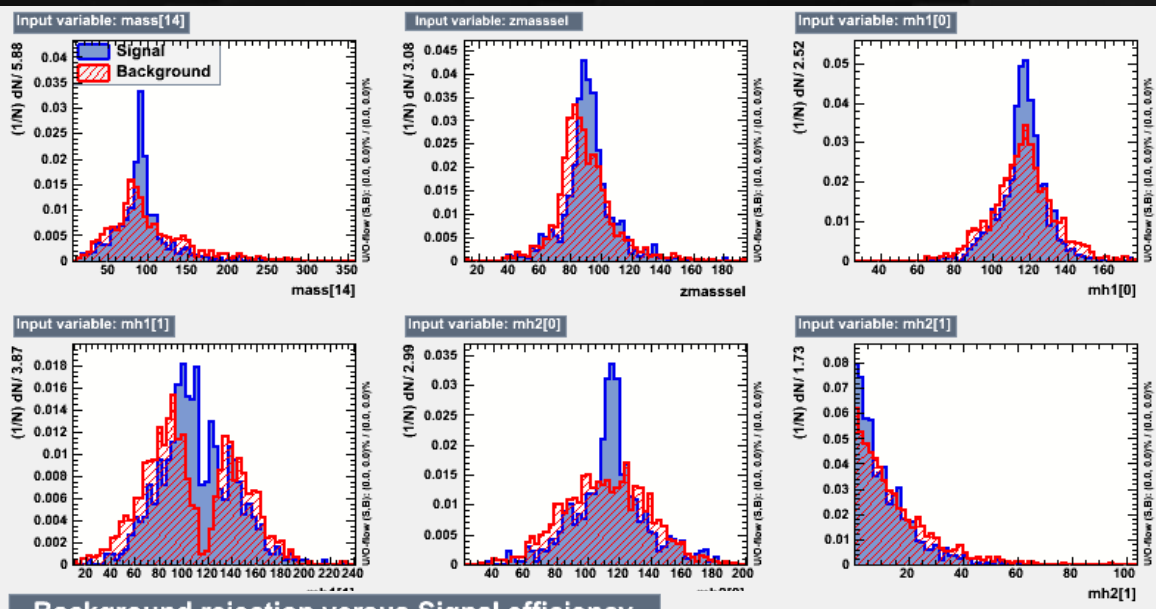 Input variable: mass[14]
(1/N) dN/ 5.88
0.04
0.035
0.03
0.025
0.02
0.015
0.01
0.005
0
Signal
Background
50 100 150 200 250 300 350
mass[14]
U/O-flow (S,B): (0.0, 0.0)% / (0.0, 0.0)%
Input variable: zmasssel
(1/N) dN/ 3.08
0.045
0.04
0.035
0.03
0.025
0.02
0.015
0.01
0.005
0
20 40 60 80 100 120 140 160 180
zmasssel
U/O-flow (S,B): (0.0, 0.0)% / (0.0, 0.0)%
Input variable: mh1[0]
(1/N) dN/ 2.52
0.05
0.04
0.03
0.02
0.01
0
40 60 80 100 120 140 160
mh1[0]
U/O-flow (S,B): (0.0, 0.0)% / (0.0, 0.0)%
Input variable: mh1[1]
(1/N) dN/ 3.87
0.018
0.016
0.014
0.012
0.01
0.008
0.006
0.004
0.002
0
20 40 60 80 100 120 140 160 180 200 220 240
mh1[1]
U/O-flow (S,B): (0.0, 0.0)% / (0.0, 0.0)%
Input variable: mh2[0]
(1/N) dN/ 2.99
0.035
0.03
0.025
0.02
0.015
0.01
0.005
0
40 60 80 100 120 140 160 180 200
mh2[0]
U/O-flow (S,B): (0.0, 0.0)% / (0.0, 0.0)%
Input variable: mh2[1]
(1/N) dN/ 1.73
0.08
0.07
0.06
0.05
0.04
0.03
0.02
0.01
0
20 40 60 80 100
mh2[1]
U/O-flow (S,B): (0.0, 0.0)% / (0.0, 0.0)%
Background rejection versus Signal efficiency